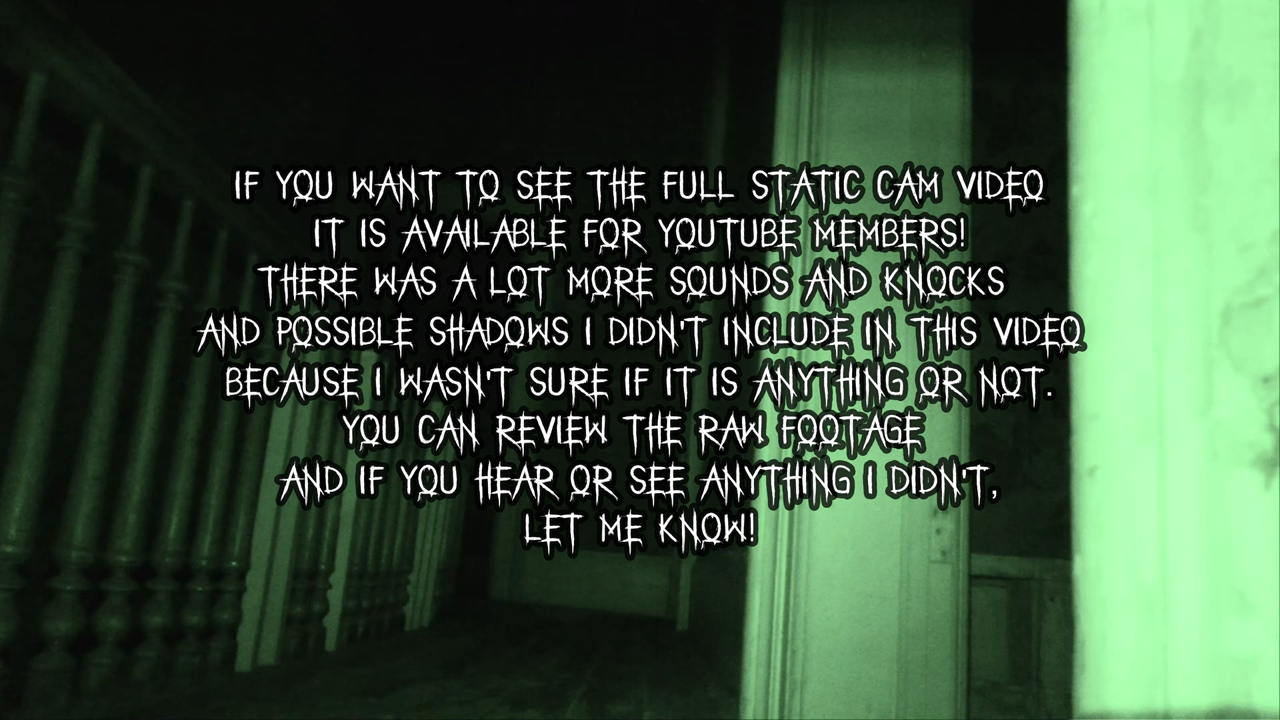 IF YOU WANT TO SEE THE FULL STATIC CAM VIDEO
IT IS AVAILABLE FOR YOUTUBE MEMBERS!
THERE WAS A LOT MORE SOUNDS AND KNOCKS
AND POSSIBLE SHADOWS I DIDN'T INCLUDE IN THIS VIDEO
BECAUSE I WASN'T SURE IF IT IS ANYTHING OR NOT.
YOU CAN REVIEW THE RAW FOOTAGE
AND IF YOU HEAR OR SEE ANYTHING I DIDN'T,
LET ME KNOW!